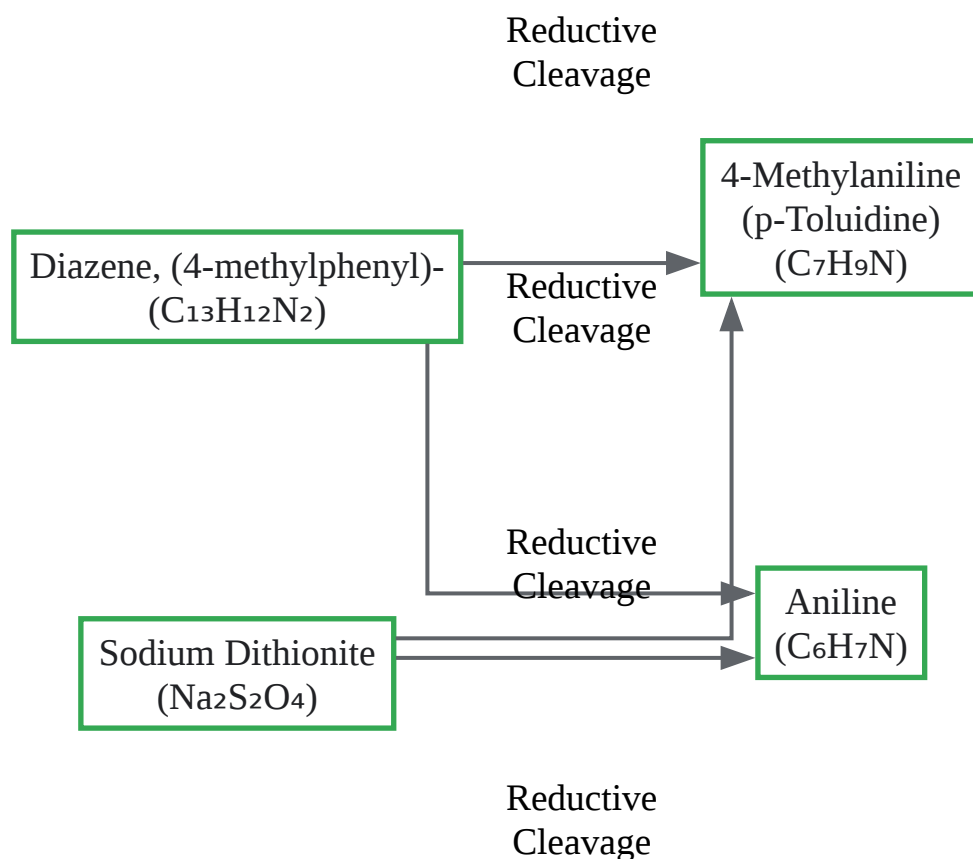 Reductive
Cleavage
4-Methylaniline
(p-Toluidine)
(C₇H₉N)
Diazene, (4-methylphenyl)-
(C₁₃H₁₂N₂)
Reductive
Cleavage
Reductive
Cleavage
Aniline
(C₆H₇N)
Sodium Dithionite
(Na₂S₂O₄)
Reductive
Cleavage